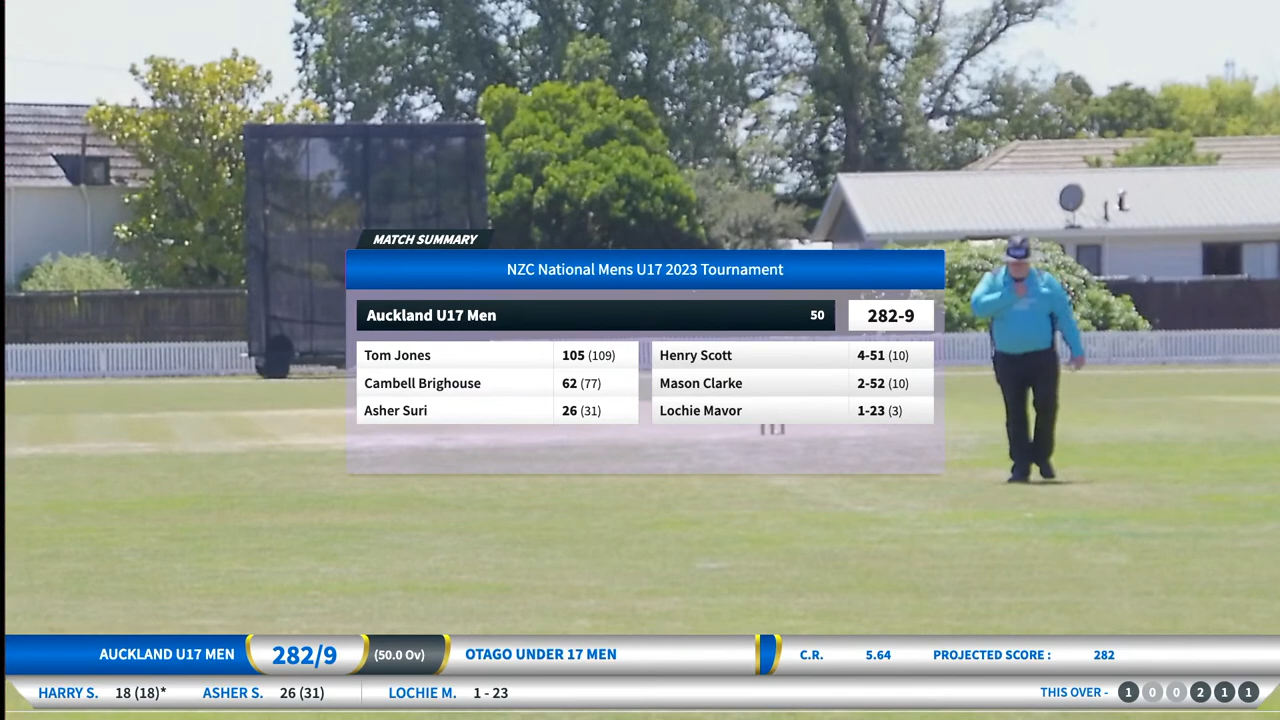 MATCH SUMMARY
NZC National Mens U17 2023 Tournament
Auckland U17 Men 50 282-9
Tom Jones 105 (109) Henry Scott 4-51 (10)
Cambell Brighouse 62 (77) Mason Clarke 2-52 (10)
Asher Suri 26 (31) Lochie Mavor 1-23 (3)
AUCKLAND U17 MEN 282/9 (50.0 Ov) OTAGO UNDER 17 MEN C.R. 5.64 PROJECTED SCORE : 282
HARRY S. 18 (18)* ASHER S. 26 (31) LOCHIE M. 1 - 23 THIS OVER - 1 0 0 2 1 1